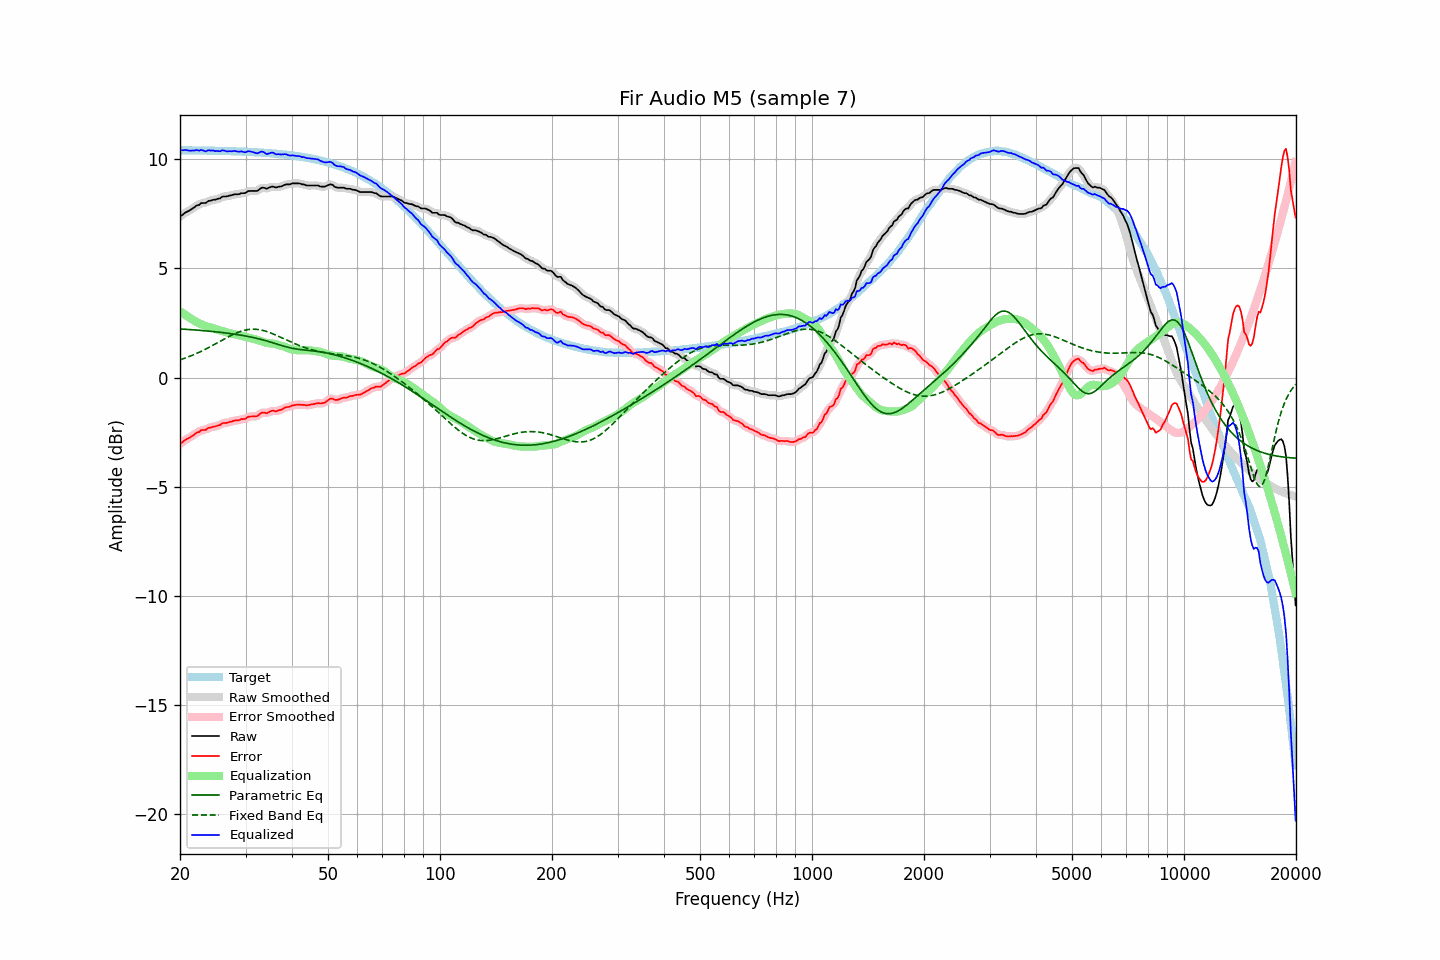 Fir Audio M5 (sample 7)
10
5
0
−5
−10
−15
−20
Amplitude (dBr)
Target
Raw Smoothed
Error Smoothed
Raw
Error
Equalization
Parametric Eq
Fixed Band Eq
Equalized
20 50 100 200 500 1000 2000 5000 10000 20000
Frequency (Hz)